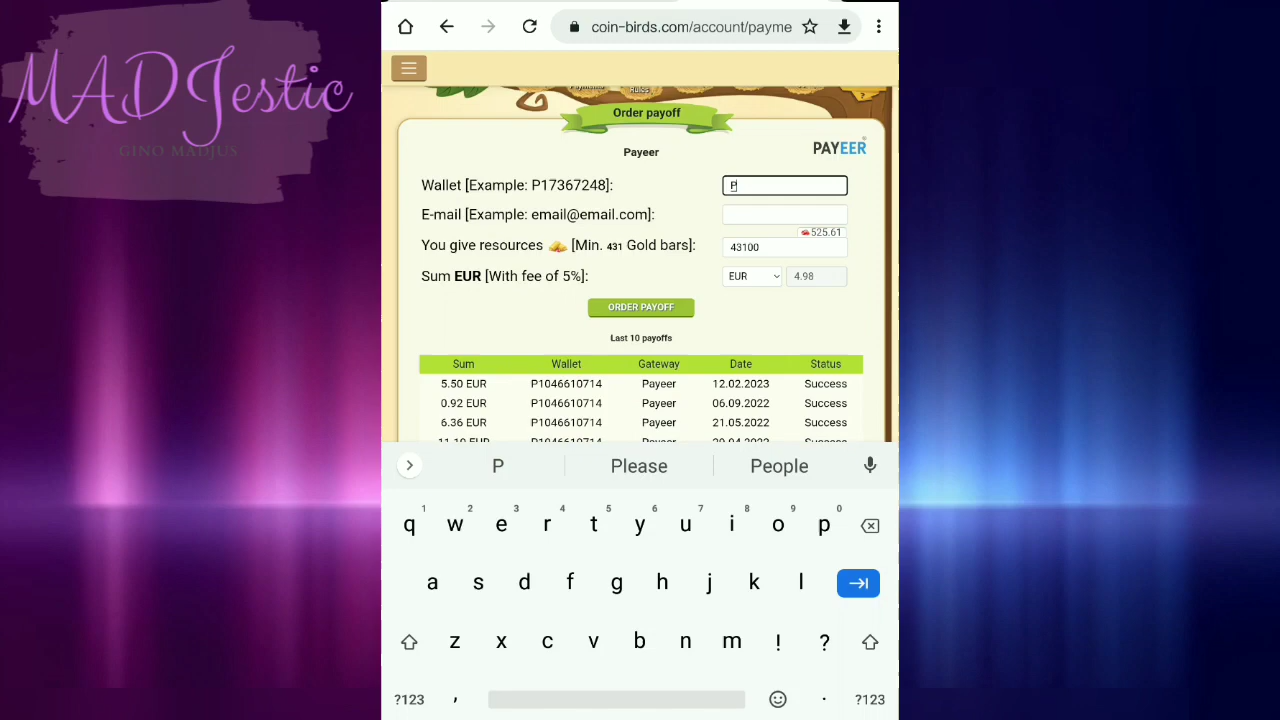 MADJestic
GINO MADJUS
coin-birds.com/account/payme
Rules
Order payoff
Payeer
PAYEER
Wallet [Example: P17367248]:
P
E-mail [Example: email@email.com]:
525.61
You give resources [Min. 431 Gold bars]:
43100
Sum EUR [With fee of 5%]:
EUR
4.98
ORDER PAYOFF
Last 10 payoffs
Sum Wallet Gateway Date Status
5.50 EUR P1046610714 Payeer 12.02.2023 Success
0.92 EUR P1046610714 Payeer 06.09.2022 Success
6.36 EUR P1046610714 Payeer 21.05.2022 Success
P Please People
1 2 3 4 5 6 7 8 9 0
q w e r t y u i o p
a s d f g h j k l
z x c v b n m ! ?
?123 , . ?123